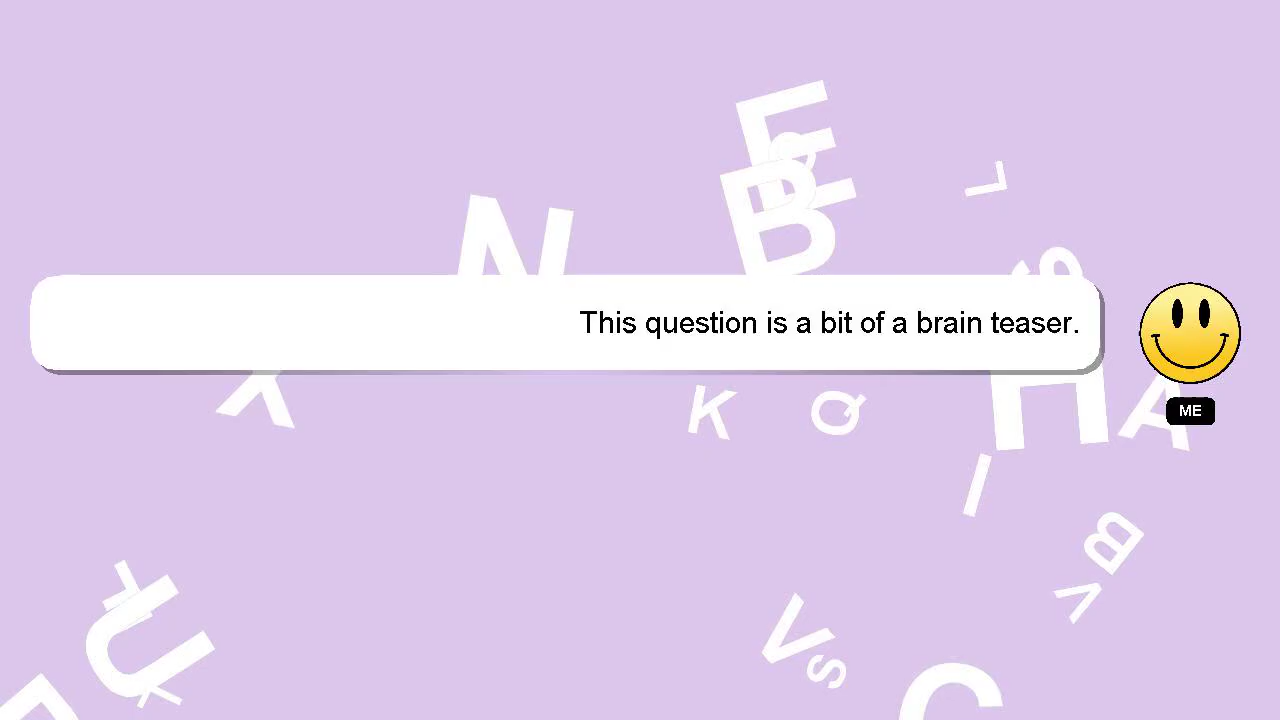 E
G
B
L
N
S
This question is a bit of a brain teaser.
ME
X
K
Q
H
A
I
B
V
U
V
S
C